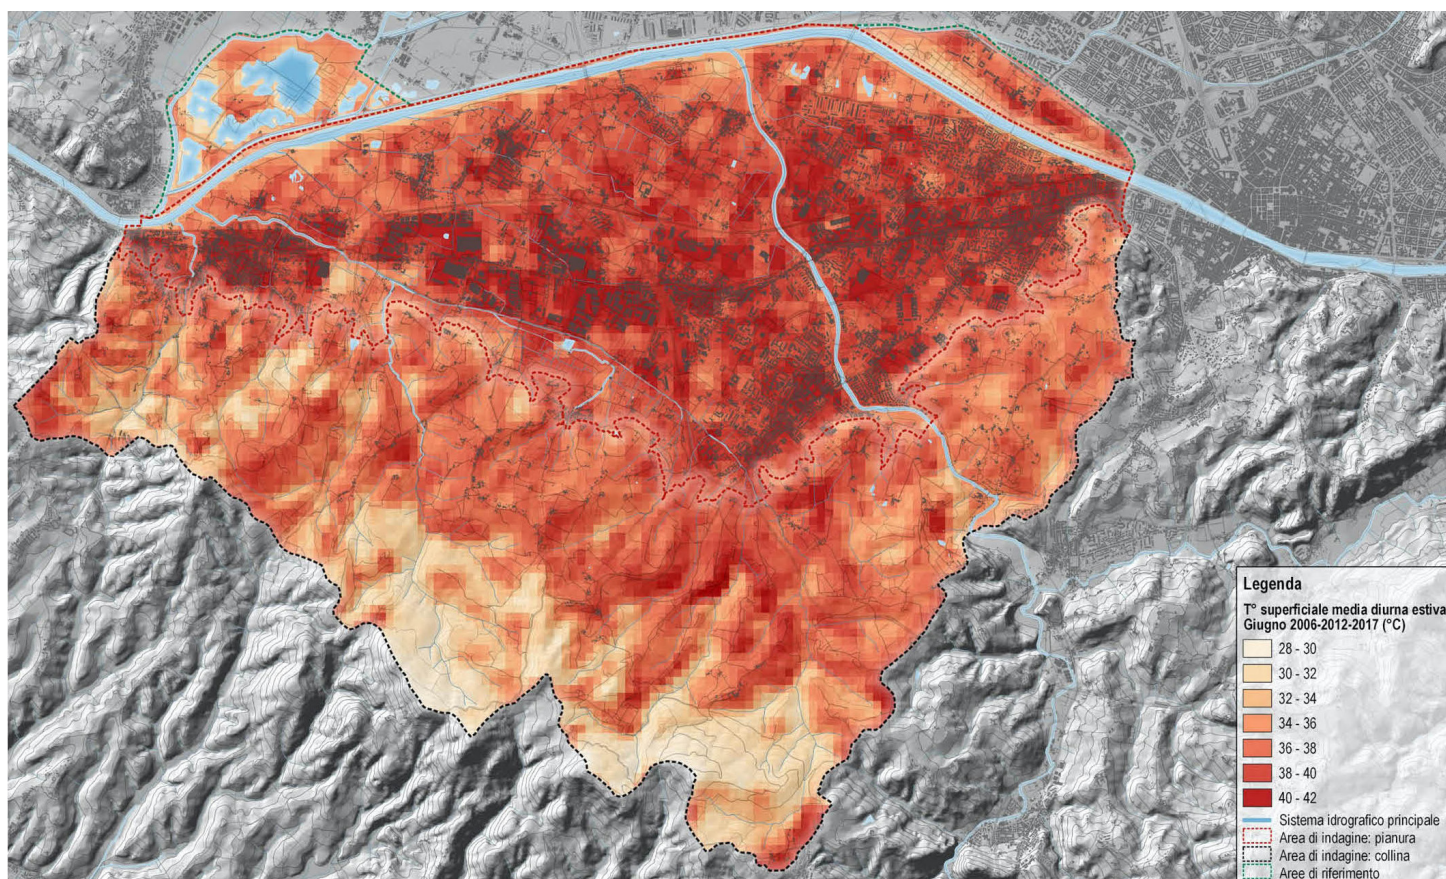 Legenda
T° superficiale media diurna estiva
Giugno 2006-2012-2017 (°C)
28 - 30
30 - 32
32 - 34
34 - 36
36 - 38
38 - 40
40 - 42
Sistema idrografico principale
Area di indagine: pianura
Area di indagine: collina
Aree di riferimento